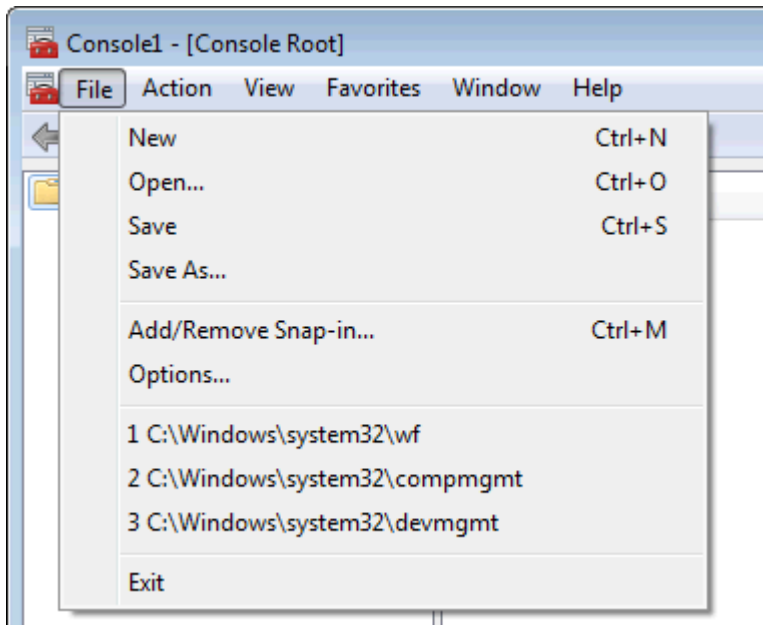 Console1 - [Console Root]
File Action View Favorites Window Help
New Ctrl+N
Open... Ctrl+O
Save Ctrl+S
Save As...
Add/Remove Snap-in... Ctrl+M
Options...
1 C:\Windows\system32\wf
2 C:\Windows\system32\compmgmt
3 C:\Windows\system32\devmgmt
Exit